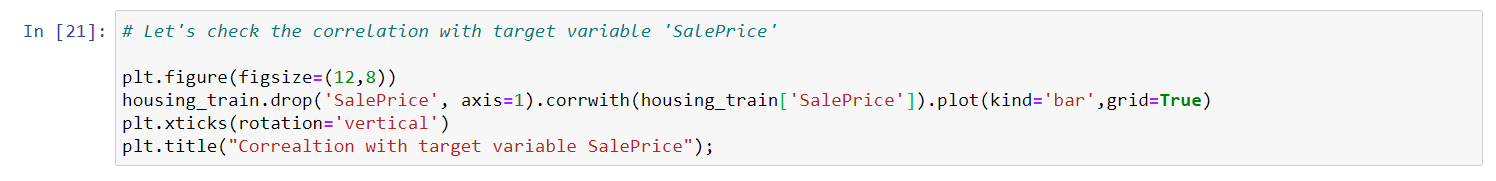 In [21]: # Let's check the correlation with target variable 'SalePrice'
plt.figure(figsize=(12,8))
housing_train.drop('SalePrice', axis=1).corrwith(housing_train['SalePrice']).plot(kind='bar',grid=True)
plt.xticks(rotation='vertical')
plt.title("Correaltion with target variable SalePrice");